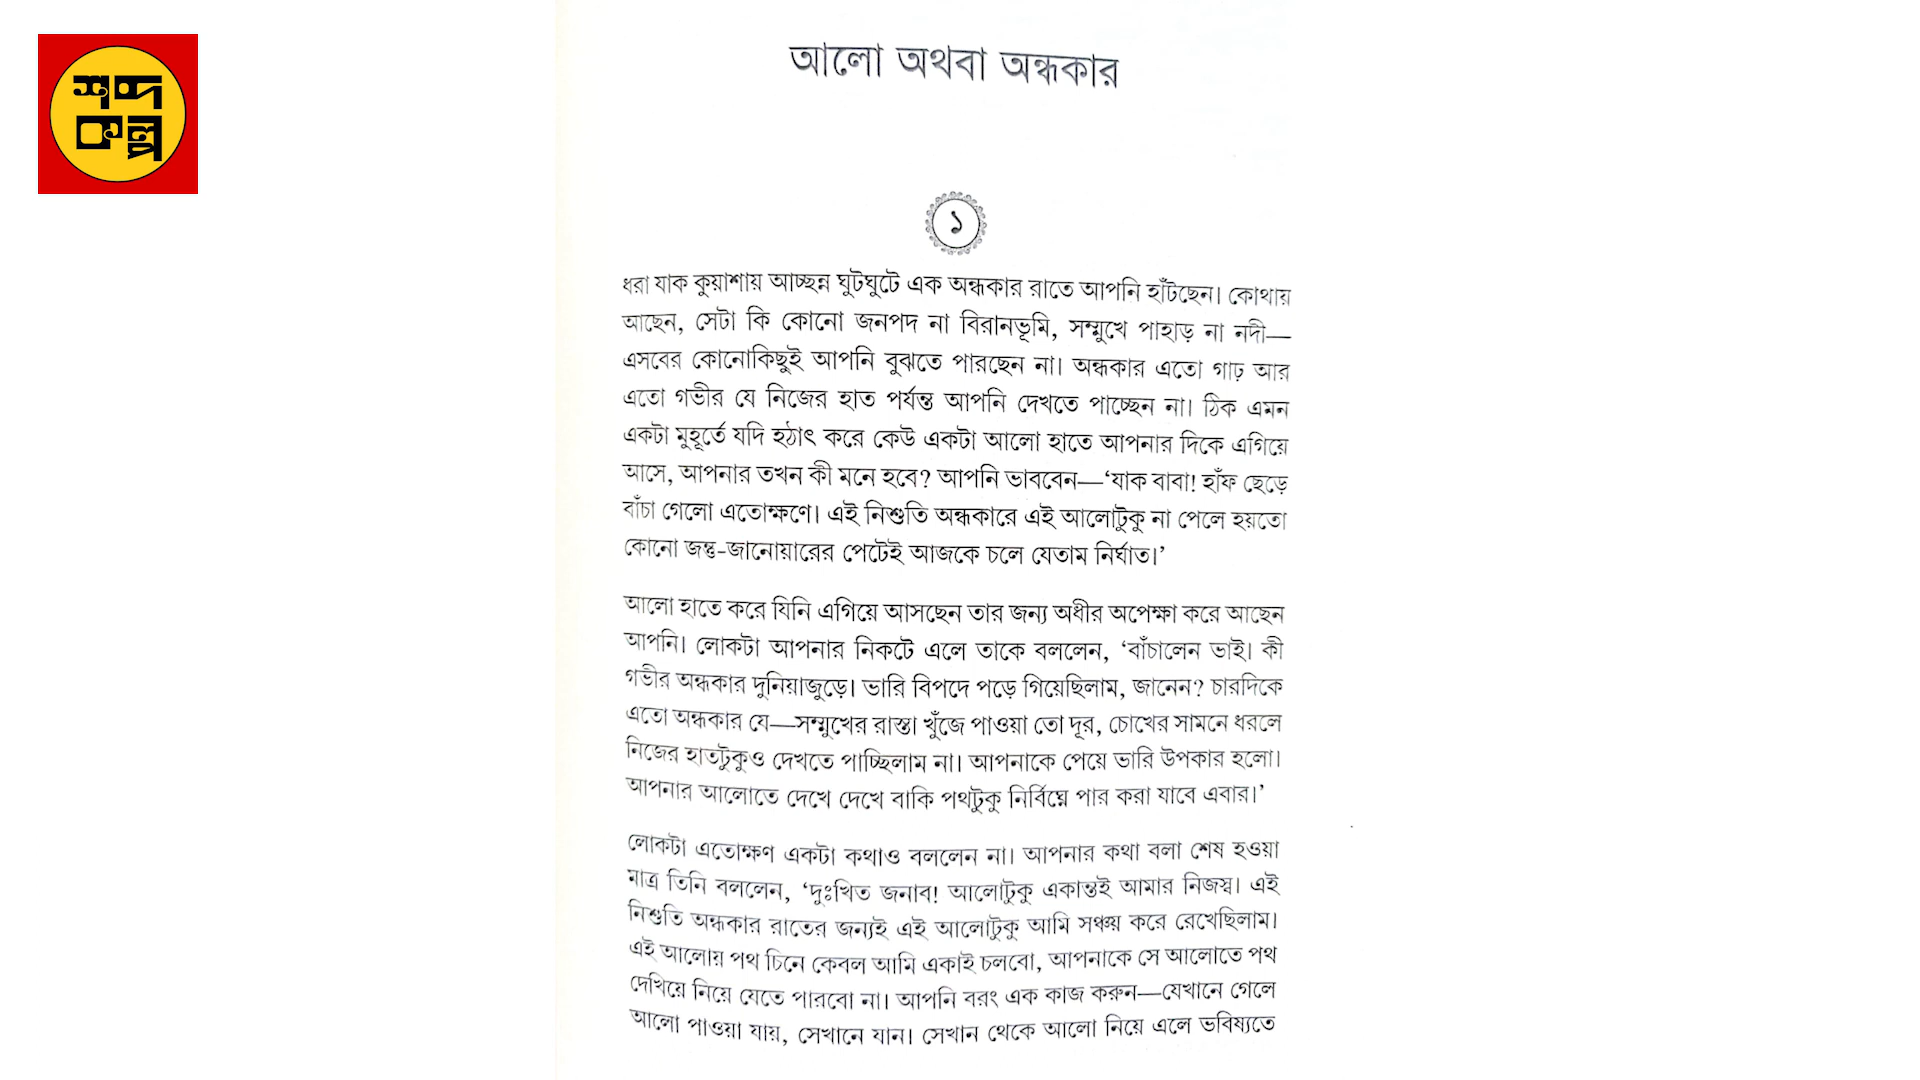 শব্দ
কল্প
আলো অথবা অন্ধকার
১
ধরা যাক কুয়াশায় আচ্ছন্ন ঘুটঘুটে এক অন্ধকার রাতে আপনি হাঁটছেন। কোথায়
আছেন, সেটা কি কোনো জনপদ না বিরানভূমি, সম্মুখে পাহাড় না নদী—
এসবের কোনোকিছুই আপনি বুঝতে পারছেন না। অন্ধকার এতো গাঢ় আর
এতো গভীর যে নিজের হাত পর্যন্ত আপনি দেখতে পাচ্ছেন না। ঠিক এমন
একটা মুহূর্তে যদি হঠাৎ করে কেউ একটা আলো হাতে আপনার দিকে এগিয়ে
আসে, আপনার তখন কী মনে হবে? আপনি ভাববেন—‘যাক বাবা! হাঁফ ছেড়ে
বাঁচা গেলো এতোক্ষণে। এই নিশুতি অন্ধকারে এই আলোটুকু না পেলে হয়তো
কোনো জন্তু-জানোয়ারের পেটেই আজকে চলে যেতাম নির্ঘাত।’
আলো হাতে করে যিনি এগিয়ে আসছেন তার জন্য অধীর অপেক্ষা করে আছেন
আপনি। লোকটা আপনার নিকটে এলে তাকে বললেন, ‘বাঁচালেন ভাই। কী
গভীর অন্ধকার দুনিয়াজুড়ে। ভারি বিপদে পড়ে গিয়েছিলাম, জানেন? চারদিকে
এতো অন্ধকার যে—সম্মুখের রাস্তা খুঁজে পাওয়া তো দূর, চোখের সামনে ধরলে
নিজের হাতটুকুও দেখতে পাচ্ছিলাম না। আপনাকে পেয়ে ভারি উপকার হলো।
আপনার আলোতে দেখে দেখে বাকি পথটুকু নির্বিঘ্নে পার করা যাবে এবার।’
লোকটা এতোক্ষণ একটা কথাও বললেন না। আপনার কথা বলা শেষ হওয়া
মাত্র তিনি বললেন, ‘দুঃখিত জনাব! আলোটুকু একান্তই আমার নিজস্ব। এই
নিশুতি অন্ধকার রাতের জন্যই এই আলোটুকু আমি সঞ্চয় করে রেখেছিলাম।
এই আলোয় পথ চিনে কেবল আমি একাই চলবো, আপনাকে সে আলোতে পথ
দেখিয়ে নিয়ে যেতে পারবো না। আপনি বরং এক কাজ করুন—যেখানে গেলে
আলো পাওয়া যায়, সেখানে যান। সেখান থেকে আলো নিয়ে এলে ভবিষ্যতে